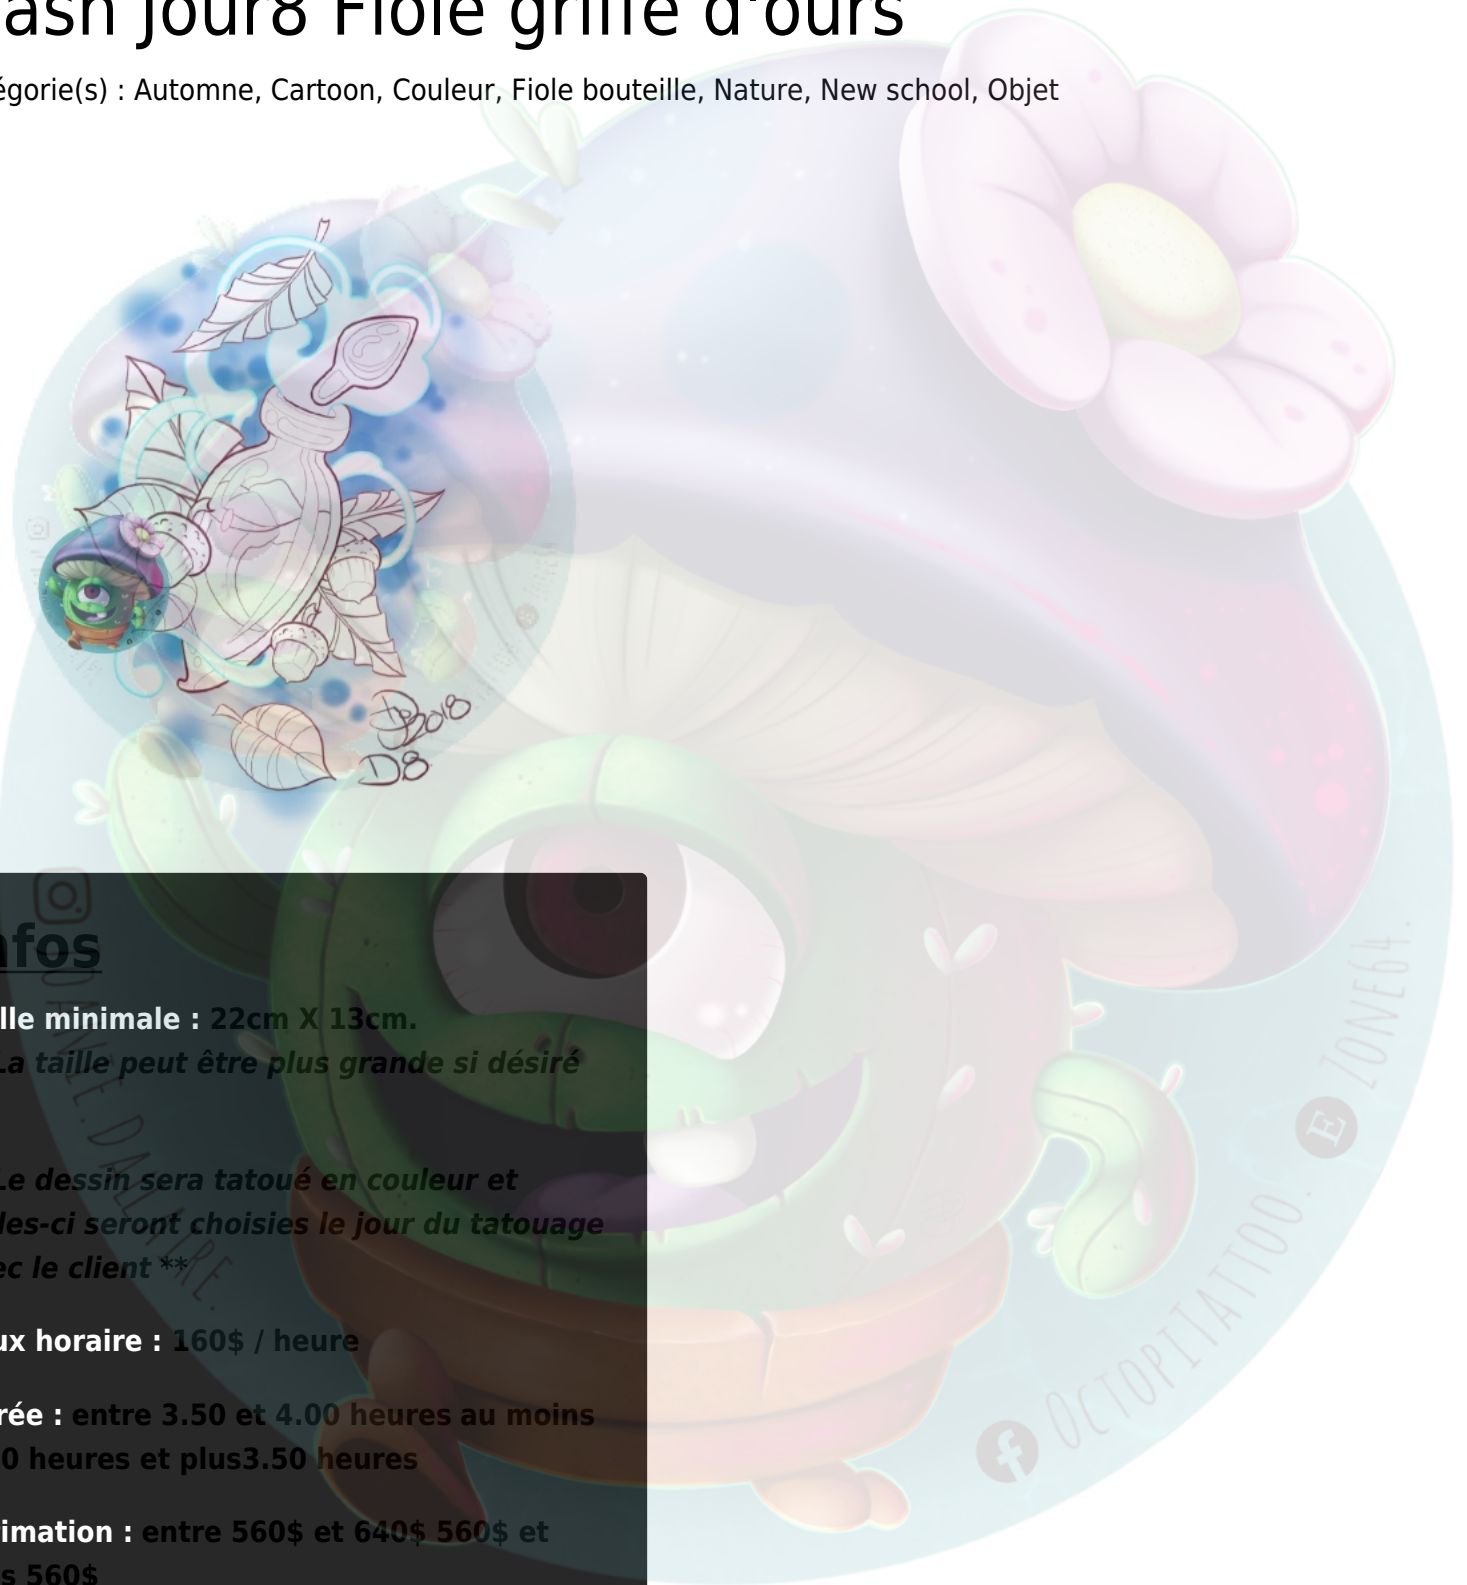 ash Jour8 Fiole griffe d'ours
égorie(s) : Automne, Cartoon, Couleur, Fiole bouteille, Nature, New school, Objet
2018
D8
nfos
lle minimale : 22cm X 13cm.
La taille peut être plus grande si désiré
Le dessin sera tatoué en couleur et
les-ci seront choisies le jour du tatouage
ec le client **
ux horaire : 160$ / heure
rée : entre 3.50 et 4.00 heures au moins
0 heures et plus3.50 heures
imation : entre 560$ et 640$ 560$ et
s 560$
DAVE.DALLAIRE.
OCTOPITATTOO.
E ZONE64.